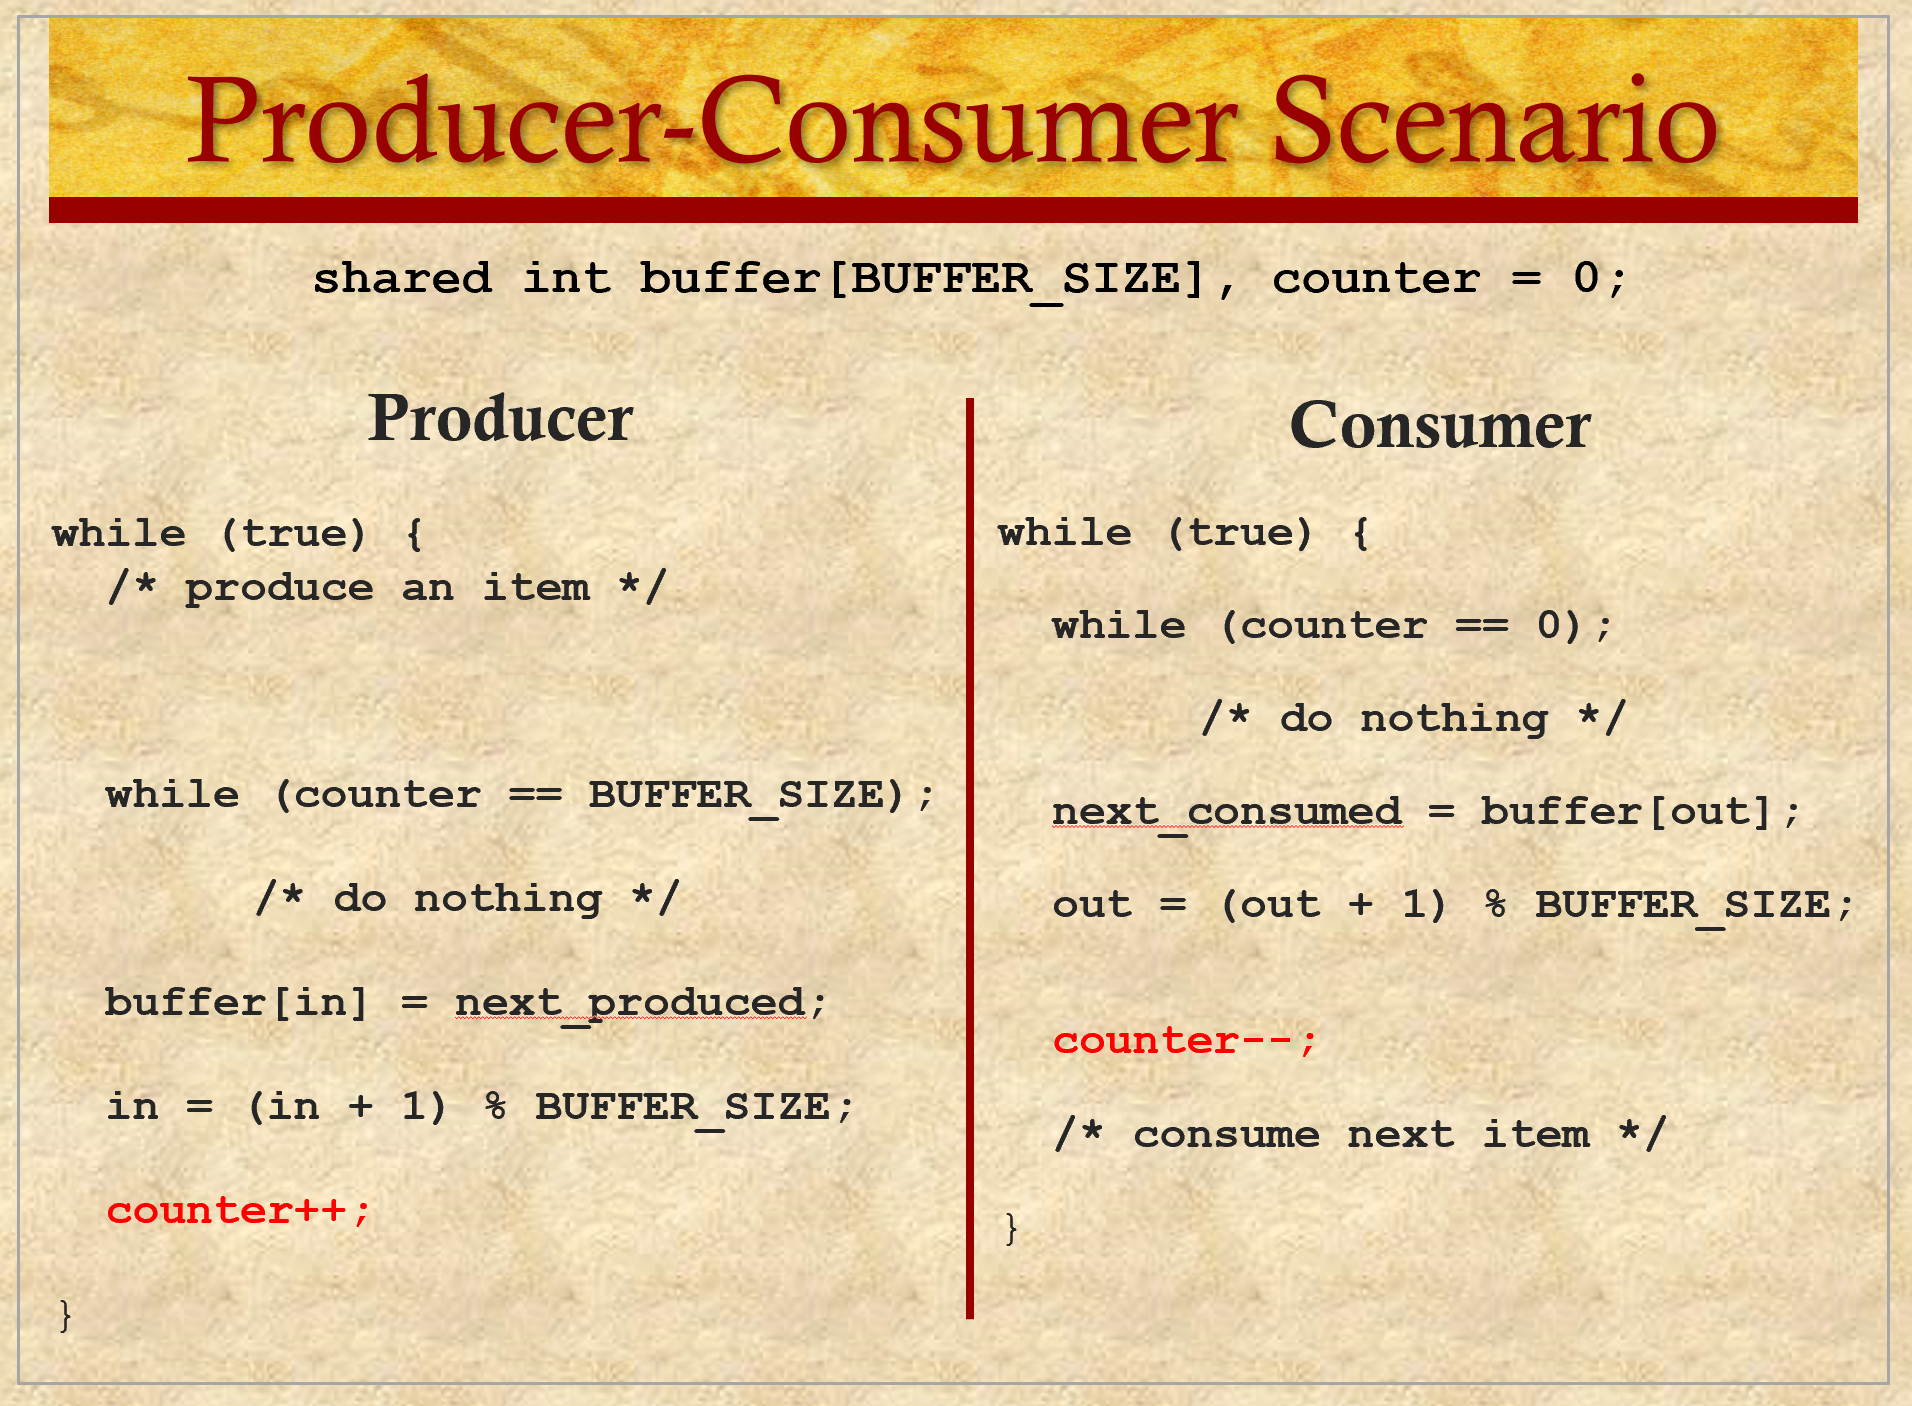 Producer-Consumer Scenario
shared int buffer[BUFFER_SIZE], counter = 0;
Producer
while (true) {
/* produce an item */
while (counter == BUFFER_SIZE);
/* do nothing */
buffer[in] = next_produced;
in = (in + 1) % BUFFER_SIZE;
counter++;
}
Consumer
while (true) {
while (counter == 0);
/* do nothing */
next_consumed = buffer[out];
out = (out + 1) % BUFFER_SIZE;
counter--;
/* consume next item */
}